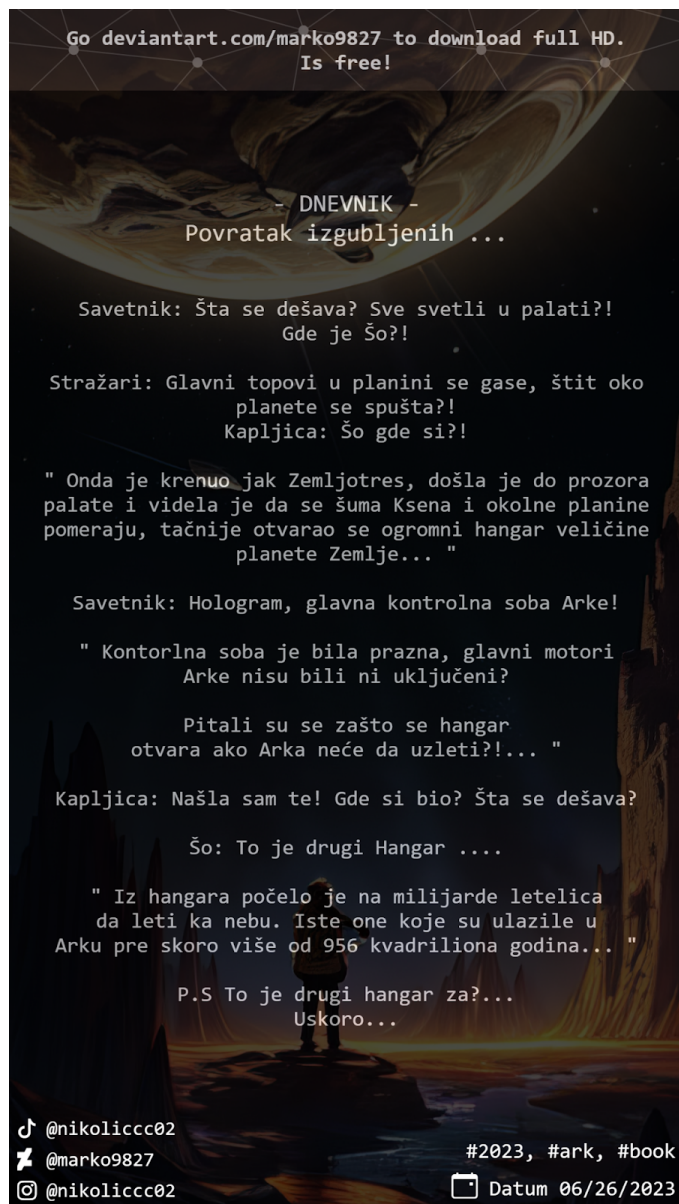 Go deviantart.com/marko9827 to download full HD.
Is free!
- DNEVNIK -
Povratak izgubljenih ...
Savetnik: Šta se dešava? Sve svetli u palati?!
Gde je Šo?!
Stražari: Glavni topovi u planini se gase, štit oko
planete se spušta?!
Kapljica: Šo gde si?!
" Onda je krenuo jak Zemljotres, došla je do prozora
palate i videla je da se šuma Ksena i okolne planine
pomeraju, tačnije otvarao se ogromni hangar veličine
planete Zemlje... "
Savetnik: Hologram, glavna kontrolna soba Arke!
" Kontorlna soba je bila prazna, glavni motori
Arke nisu bili ni uključeni?
Pitali su se zašto se hangar
otvara ako Arka neće da uzleti?!... "
Kapljica: Našla sam te! Gde si bio? Šta se dešava?
Šo: To je drugi Hangar ....
" Iz hangara počelo je na milijarde letelica
da leti ka nebu. Iste one koje su ulazile u
Arku pre skoro više od 956 kvadriliona godina... "
P.S To je drugi hangar za?...
Uskoro...
@nikoliccc02
@marko9827
@nikoliccc02
#2023, #ark, #book
Datum 06/26/2023